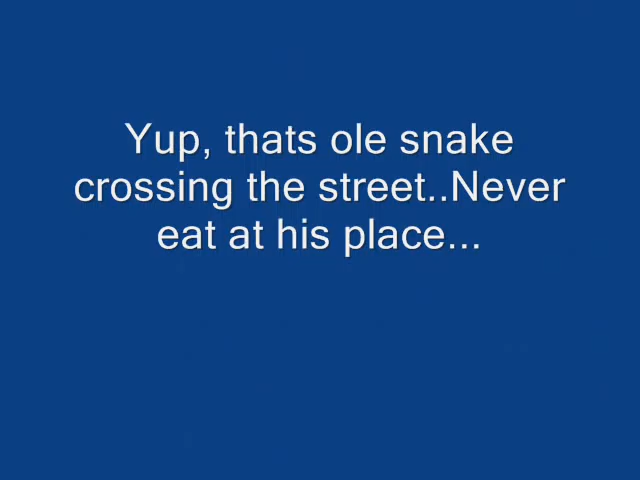 Yup, thats ole snake
crossing the street..Never
eat at his place...